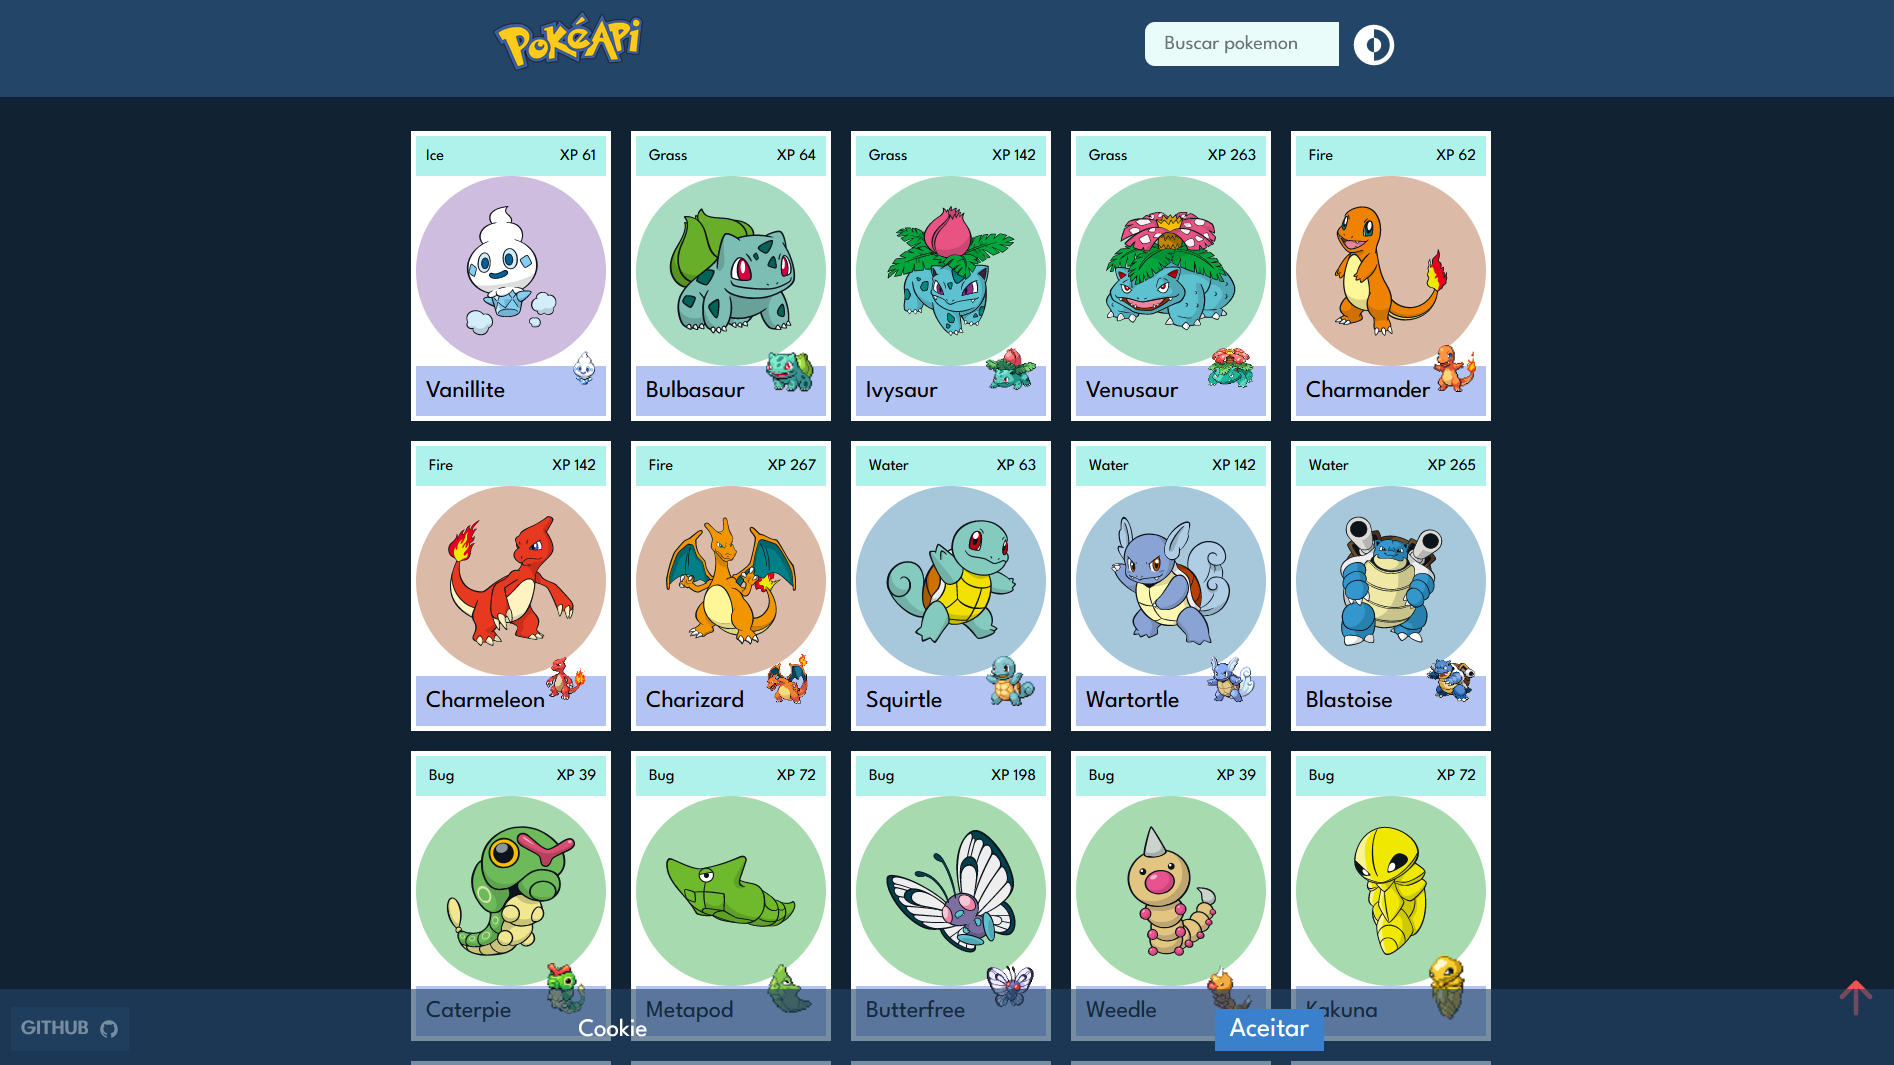 PokéApi
Buscar pokemon
Ice XP 61
Grass XP 64
Grass XP 142
Grass XP 263
Fire XP 62
Vanillite
Bulbasaur
Ivysaur
Venusaur
Charmander
Fire XP 142
Fire XP 267
Water XP 63
Water XP 142
Water XP 265
Charmeleon
Charizard
Squirtle
Wartortle
Blastoise
Bug XP 39
Bug XP 72
Bug XP 198
Bug XP 39
Bug XP 72
Caterpie
Metapod
Butterfree
Weedle
Kakuna
GITHUB
Cookie
Aceitar